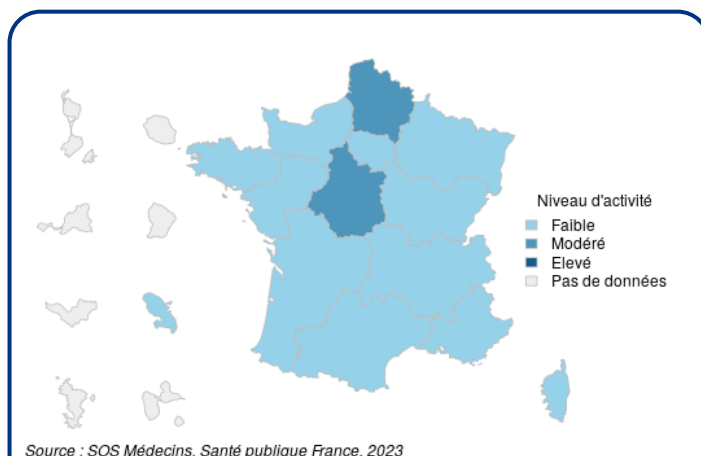 Niveau d'activité
Faible
Modéré
Elevé
Pas de données
Source : SOS Médecins, Santé publique France, 2023